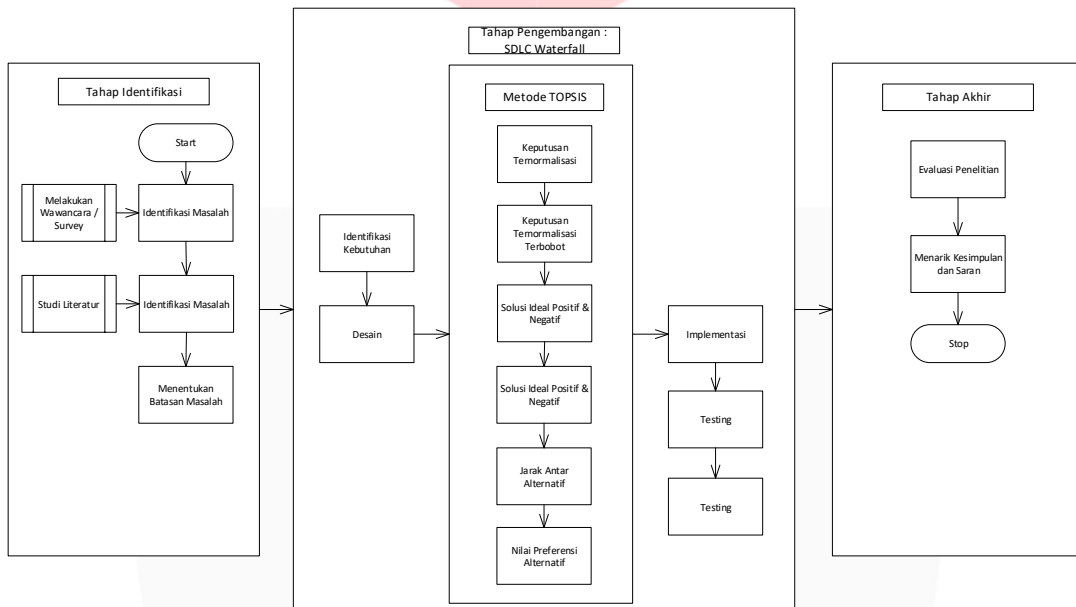 Tahap Identifikasi
Start
Melakukan
Wawancara /
Survey
Identifikasi Masalah
Studi Literatur
Identifikasi Masalah
Menentukan
Batasan Masalah
Tahap Pengembangan :
SDLC Waterfall
Identifikasi
Kebutuhan
Desain
Metode TOPSIS
Keputusan
Ternormalisasi
Keputusan
Ternormalisasi
Terbobot
Solusi Ideal Positif &
Negatif
Solusi Ideal Positif &
Negatif
Jarak Antar
Alternatif
Nilai Preferensi
Alternatif
Implementasi
Testing
Testing
Tahap Akhir
Evaluasi Penelitian
Menarik Kesimpulan
dan Saran
Stop